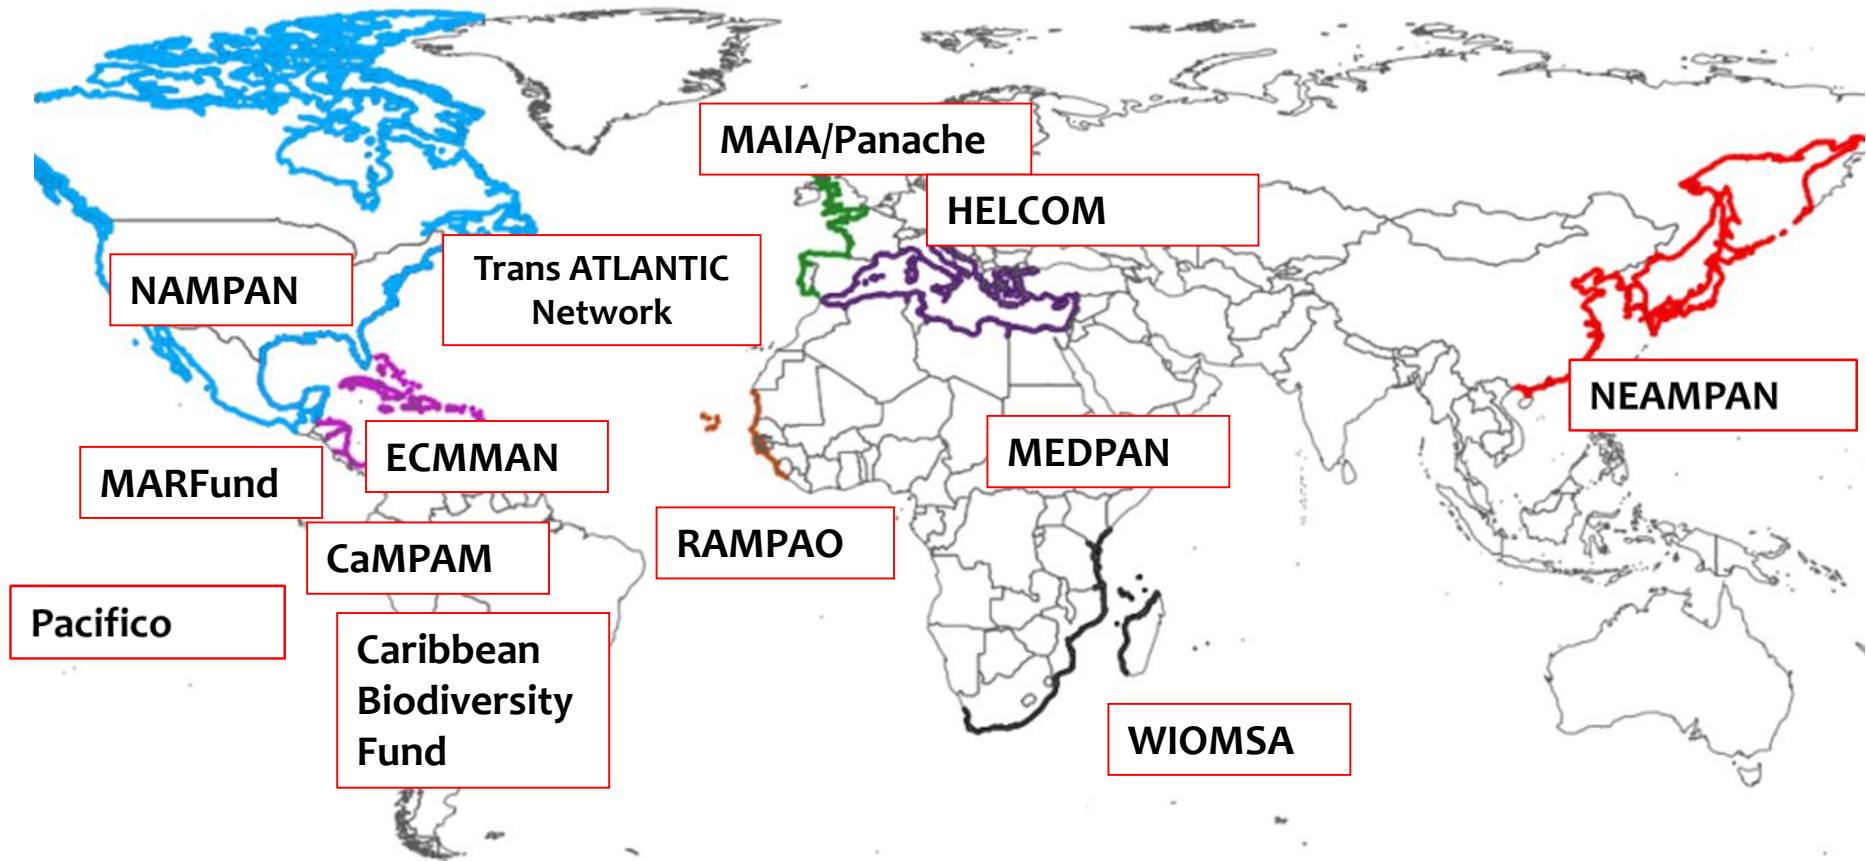 MAIA/Panache
HELCOM
Trans ATLANTIC
Network
NAMPAN
NEAMPAN
ECMMAN
MEDPAN
MARFund
RAMPAO
CaMPAM
Pacifico
Caribbean
Biodiversity
Fund
WIOMSA